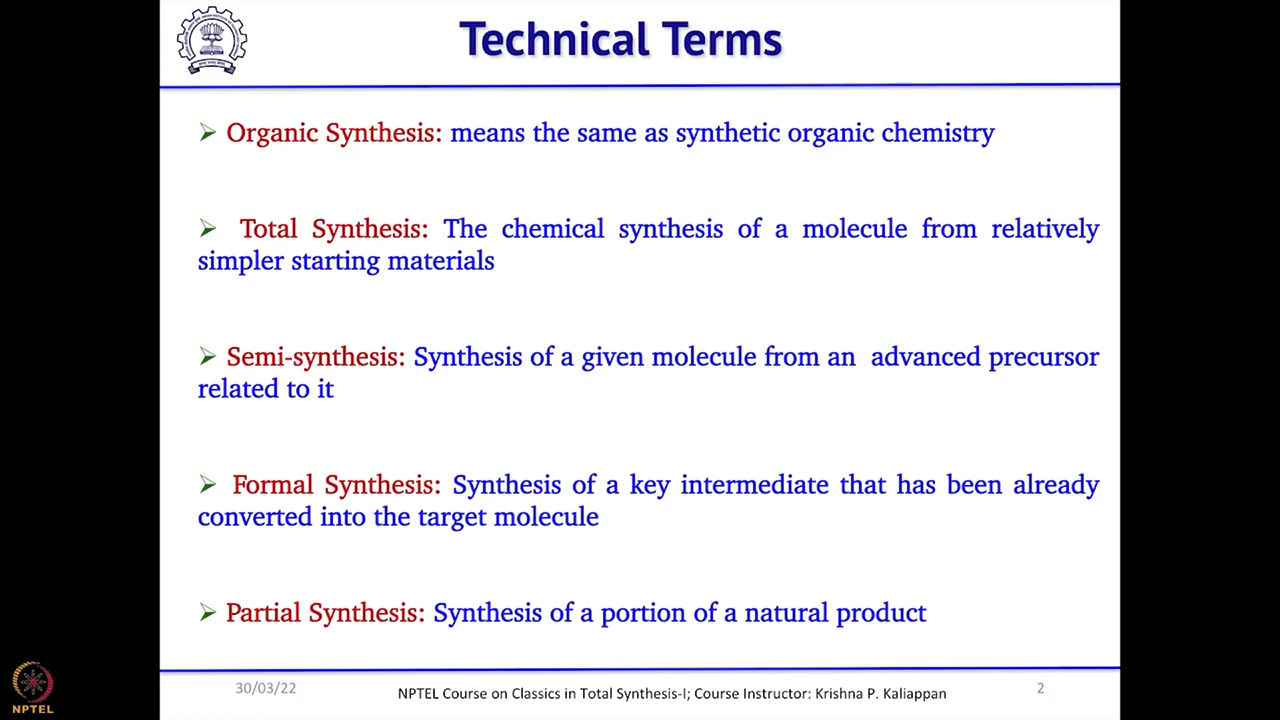 Technical Terms
➢ Organic Synthesis: means the same as synthetic organic chemistry
➢ Total Synthesis: The chemical synthesis of a molecule from relatively
simpler starting materials
➢ Semi-synthesis: Synthesis of a given molecule from an advanced precursor
related to it
➢ Formal Synthesis: Synthesis of a key intermediate that has been already
converted into the target molecule
➢ Partial Synthesis: Synthesis of a portion of a natural product
30/03/22
NPTEL Course on Classics in Total Synthesis-I; Course Instructor: Krishna P. Kaliappan
2
NPTEL